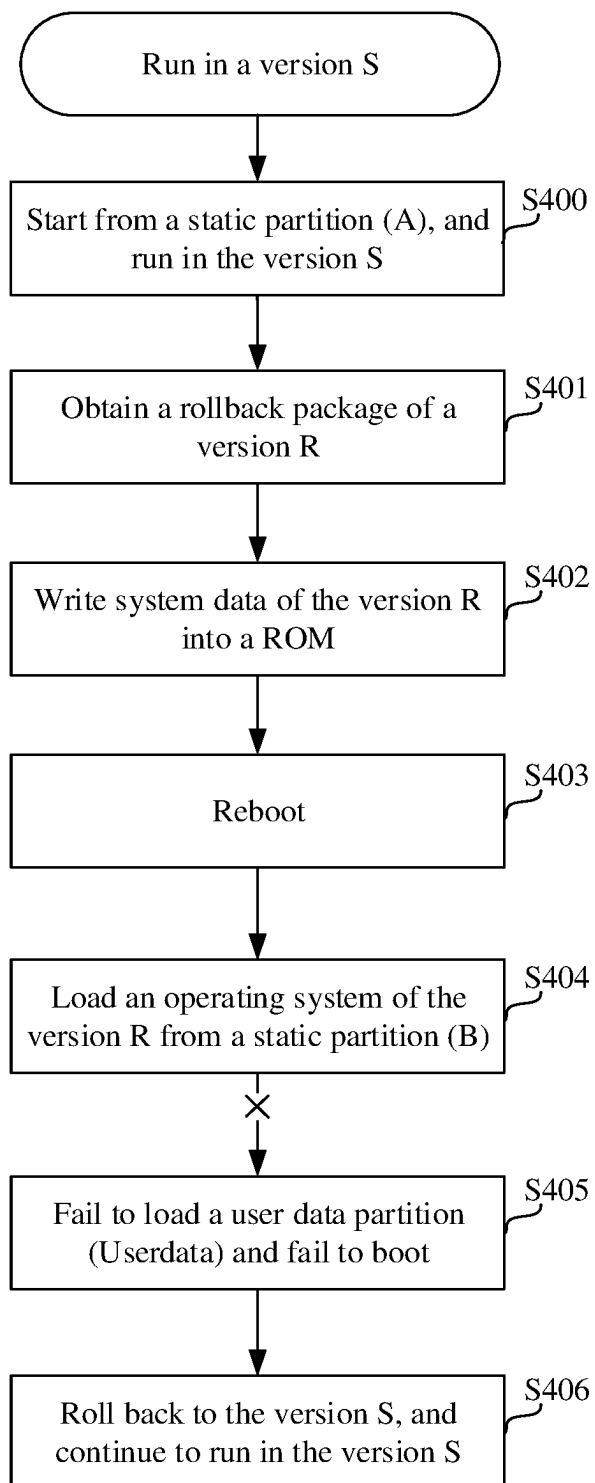 Run in a version S
S400
Start from a static partition (A), and
run in the version S
S401
Obtain a rollback package of a
version R
S402
Write system data of the version R
into a ROM
S403
Reboot
S404
Load an operating system of the
version R from a static partition (B)
S405
Fail to load a user data partition
(Userdata) and fail to boot
S406
Roll back to the version S, and
continue to run in the version S